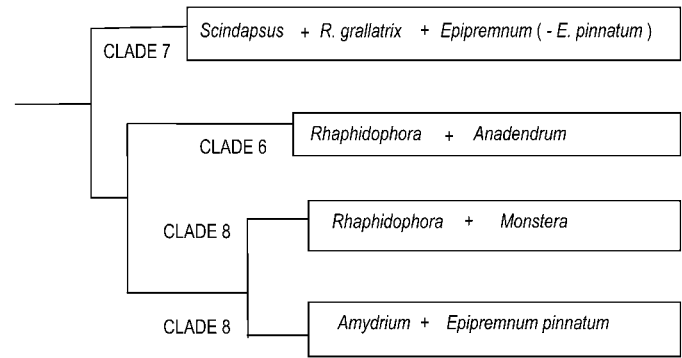 Scindapsus + R. grallatrix + Epipremnum ( - E. pinnatum )
CLADE 7
Rhaphidophora + Anadendrum
CLADE 6
Rhaphidophora + Monstera
CLADE 8
Amydrium + Epipremnum pinnatum
CLADE 8